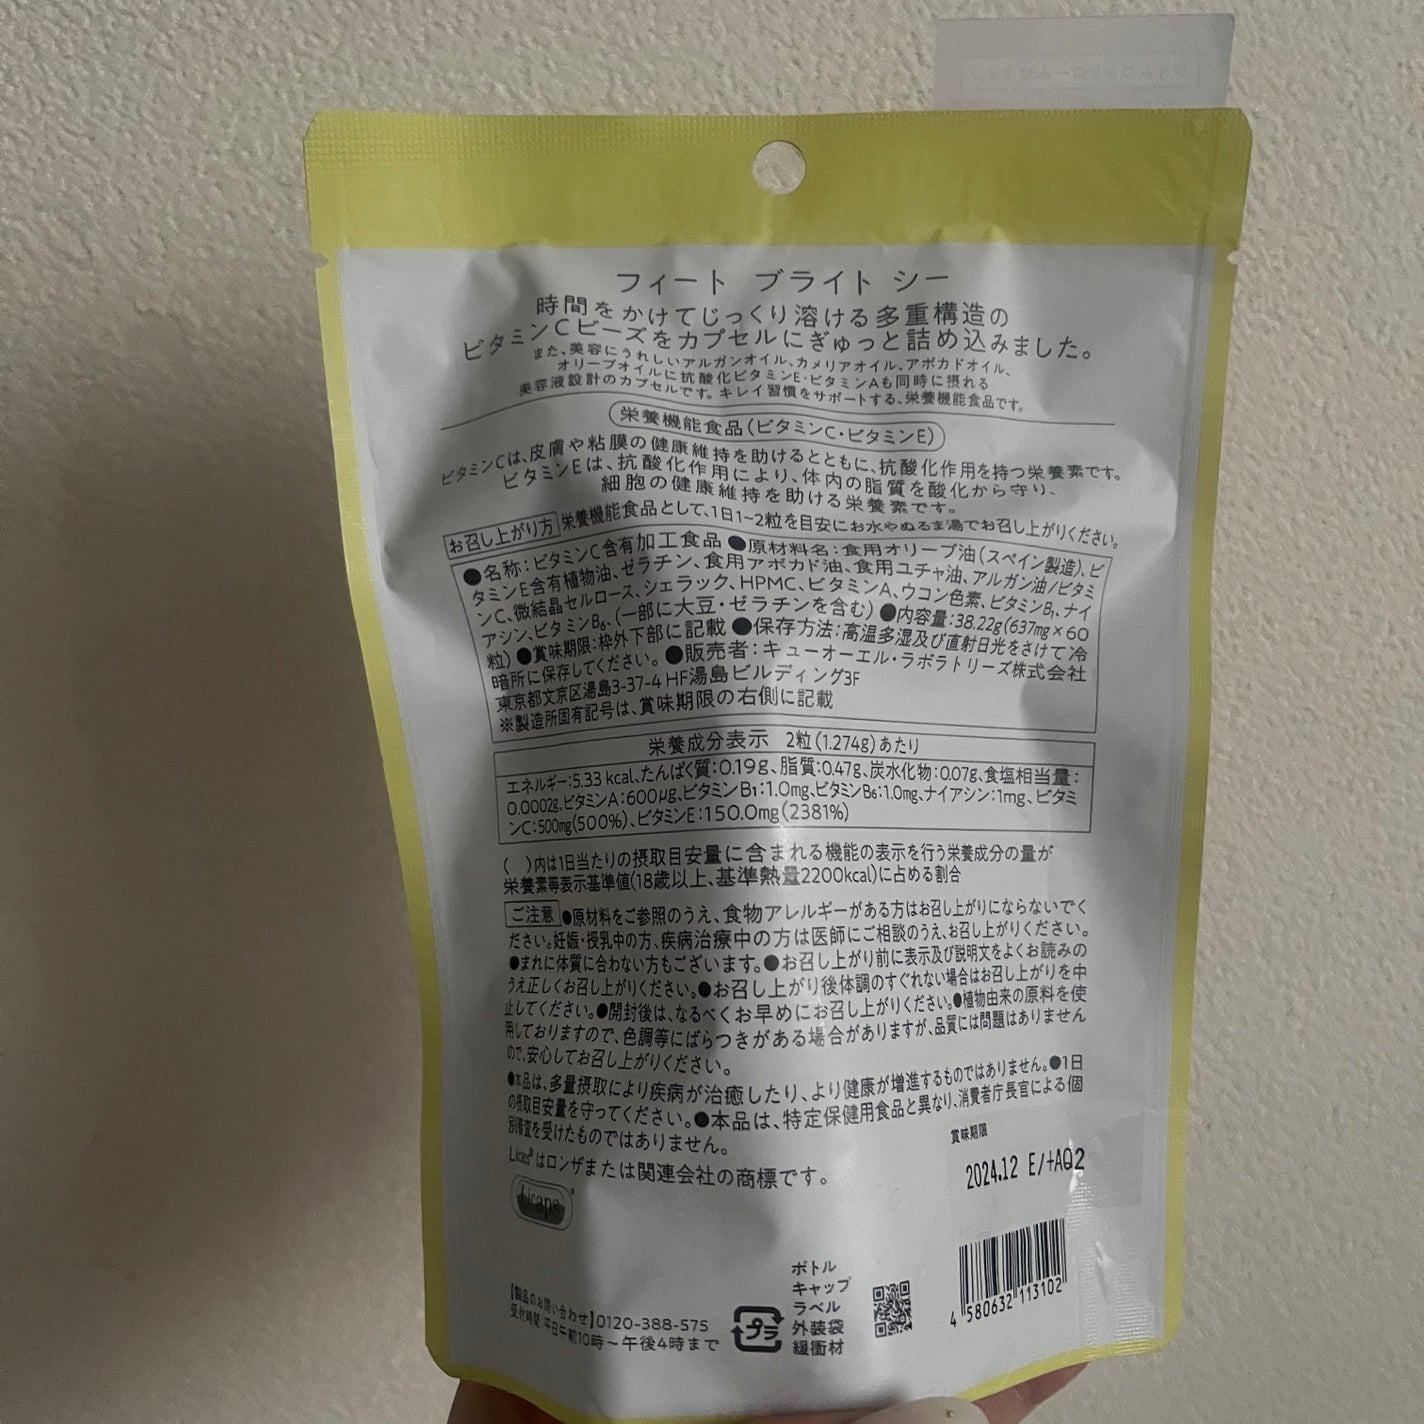 フィート ブライト シー
時間をかけてじっくり溶ける多重構造の
ビタミンCビーズをカプセルにぎゅっと詰め込みました。
また、美容にうれしいアルガンオイル、カメリアオイル、アボカドオイル、
オリーブオイルに抗酸化ビタミンE・ビタミンAも同時に摂れる
美容液設計のカプセルです。キレイ習慣をサポートする、栄養機能食品です。
栄養機能食品(ビタミンC・ビタミンE)
ビタミンCは、皮膚や粘膜の健康維持を助けるとともに、抗酸化作用を持つ栄養素です。
ビタミンEは、抗酸化作用により、体内の脂質を酸化から守り、
細胞の健康維持を助ける栄養素です。
お召し上がり方 栄養機能食品として、1日1~2粒を目安にお水やぬるま湯でお召し上がりください。
●名称:ビタミンC含有加工食品 ●原材料名:食用オリーブ油(スペイン製造)、ビ
タミンE含有植物油、ゼラチン、食用アボカド油、食用ユチャ油、アルガン油/ビタミ
ンC、微結晶セルロース、シェラック、HPMC、ビタミンA、ウコン色素、ビタミンB₁、ナイ
アシン、ビタミンB₆、(一部に大豆・ゼラチンを含む) ●内容量:38.22g(637mg×60
粒) ●賞味期限:枠外下部に記載 ●保存方法:高温多湿及び直射日光をさけて冷
暗所に保存してください。 ●販売者:キューオーエル・ラボラトリーズ株式会社
東京都文京区湯島3-37-4 HF湯島ビルディング3F
※製造所固有記号は、賞味期限の右側に記載
栄養成分表示 2粒(1.274g)あたり
エネルギー:5.33 kcal、たんぱく質:0.19g、脂質:0.47g、炭水化物:0.07g、食塩相当量:
0.0002g、ビタミンA:600μg、ビタミンB₁:1.0mg、ビタミンB₆:1.0mg、ナイアシン:1mg、ビタミ
ンC:500mg(500%)、ビタミンE:150.0mg(2381%)
( )内は1日当たりの摂取目安量に含まれる機能の表示を行う栄養成分の量が
栄養素等表示基準値(18歳以上、基準熱量2200kcal)に占める割合
ご注意 ●原材料をご参照のうえ、食物アレルギーがある方はお召し上がりにならないでく
ださい。妊娠・授乳中の方、疾病治療中の方は医師にご相談のうえ、お召し上がりください。
●まれに体質に合わない方もございます。●お召し上がり前に表示及び説明文をよくお読みの
うえ正しくお召し上がりください。●お召し上がり後体調のすぐれない場合はお召し上がりを中
止してください。●開封後は、なるべくお早めにお召し上がりください。●植物由来の原料を使
用しておりますので、色調等にばらつきがある場合がありますが、品質には問題はありません
ので、安心してお召し上がりください。
●本品は、多量摂取により疾病が治癒したり、より健康が増進するものではありません。●1日
の摂取目安量を守ってください。●本品は、特定保健用食品と異なり、消費者庁長官による個
別審査を受けたものではありません。
Licaps®はロンザまたは関連会社の商標です。
Licaps®
賞味期限
2024.12 E/+AQ2
【製品のお問い合わせ】0120-388-575
受付時間:平日午前10時~午後4時まで
プラ
ボトル
キャップ
ラベル
外装袋
緩衝材
4 580632 113102